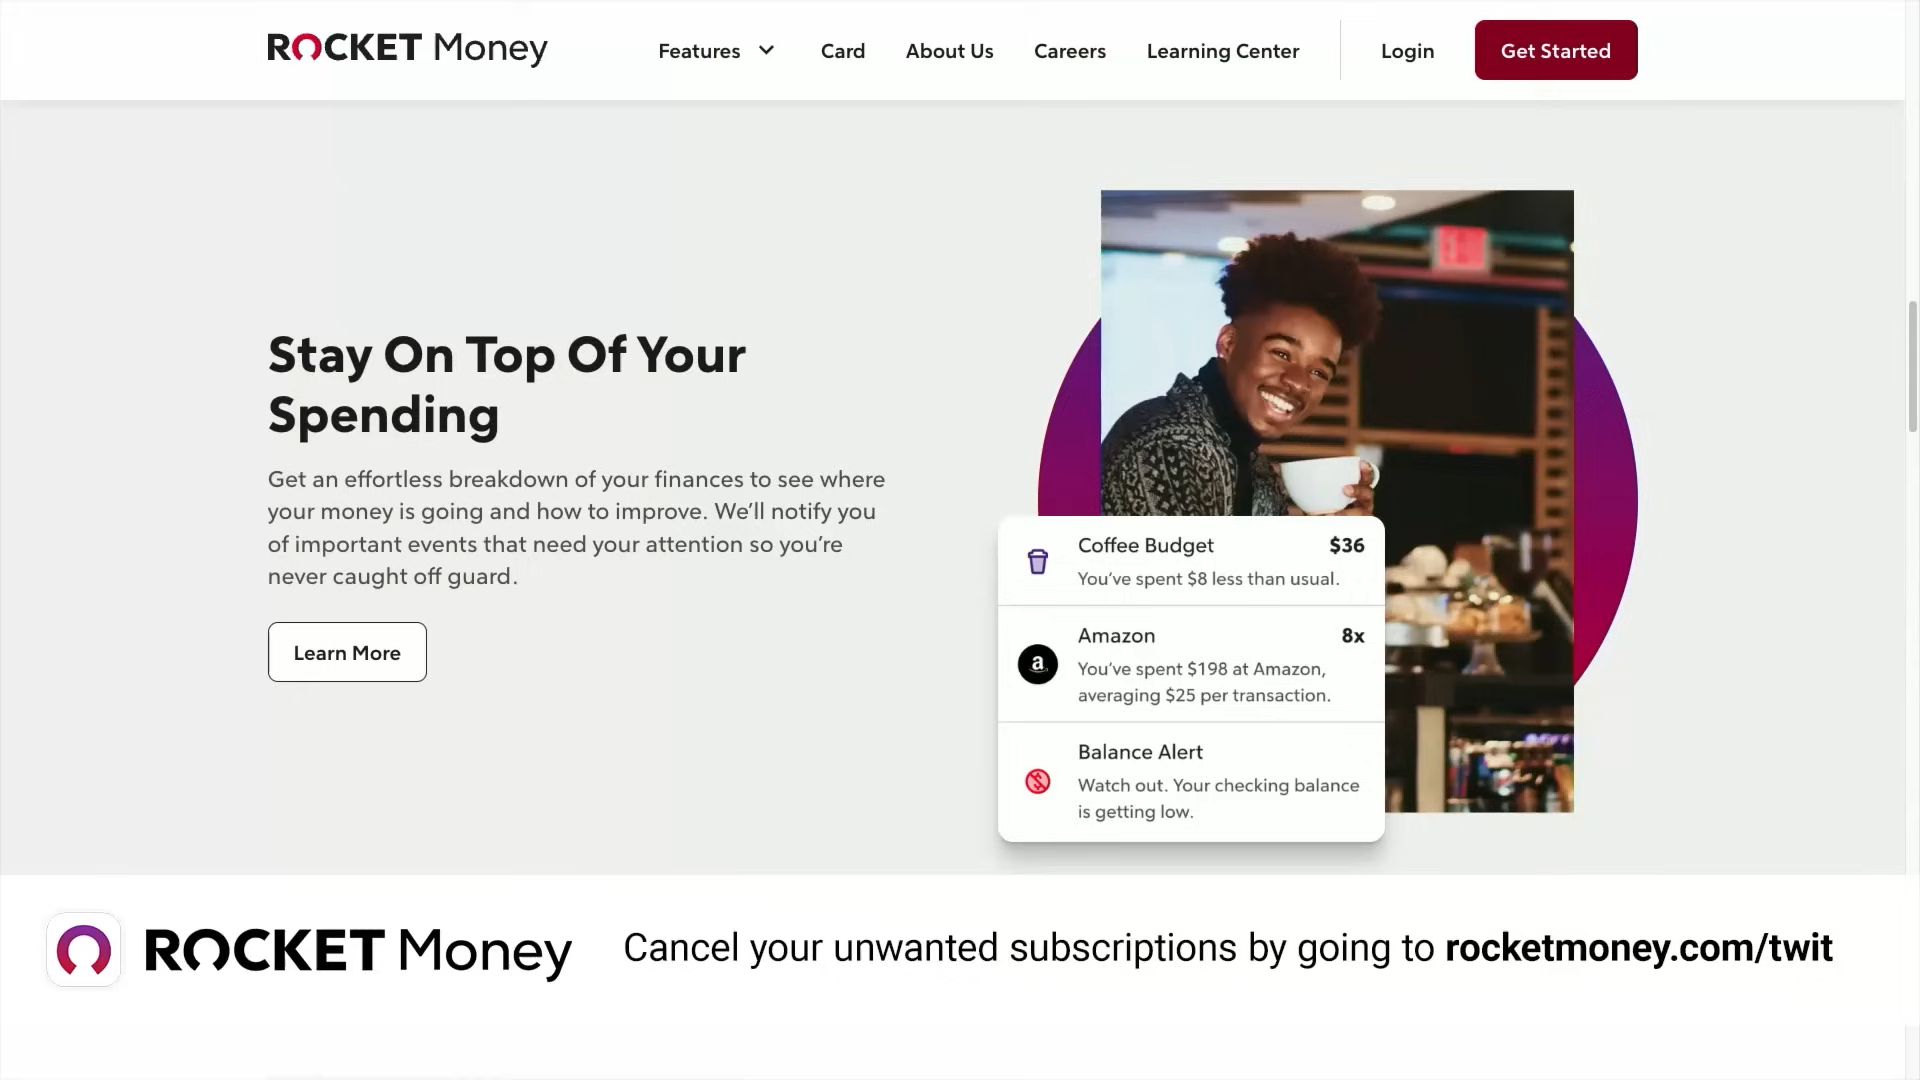 ROCKET Money
Features
Card
About Us
Careers
Learning Center
Login
Get Started
Stay On Top Of Your
Spending
Get an effortless breakdown of your finances to see where
your money is going and how to improve. We’ll notify you
of important events that need your attention so you’re
never caught off guard.
Learn More
Coffee Budget $36
You’ve spent $8 less than usual.
a
Amazon 8x
You’ve spent $198 at Amazon,
averaging $25 per transaction.
Balance Alert
Watch out. Your checking balance
is getting low.
ROCKET Money
Cancel your unwanted subscriptions by going to rocketmoney.com/twit